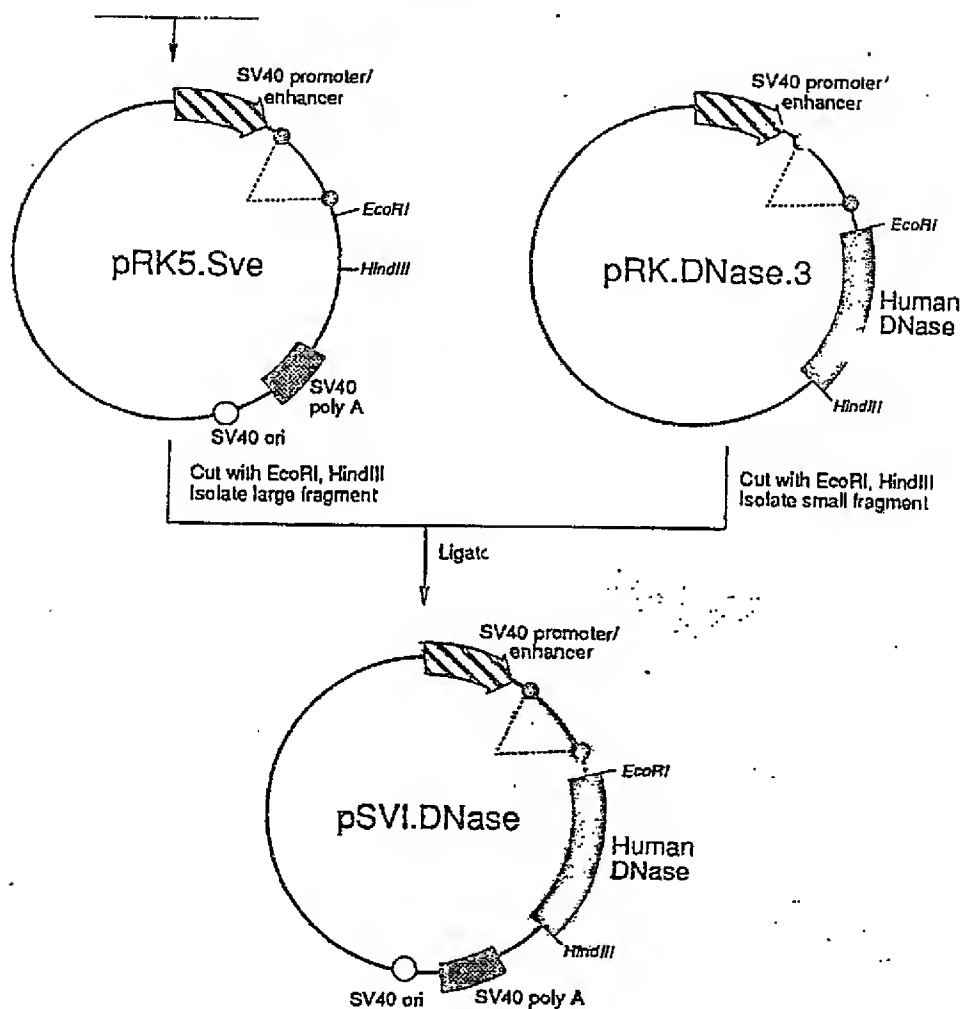 SV40 promoter/
enhancer
EcoRI
HindIII
pRK5.Sve
SV40
poly A
SV40 ori
Cut with EcoRI, HindIII
Isolate large fragment
SV40 promoter/
enhancer
EcoRI
pRK.DNase.3
Human
DNase
HindIII
Cut with EcoRI, HindIII
Isolate small fragment
Ligate
SV40 promoter/
enhancer
EcoRI
pSVI.DNase
Human
DNase
HindIII
SV40 ori
SV40 poly A